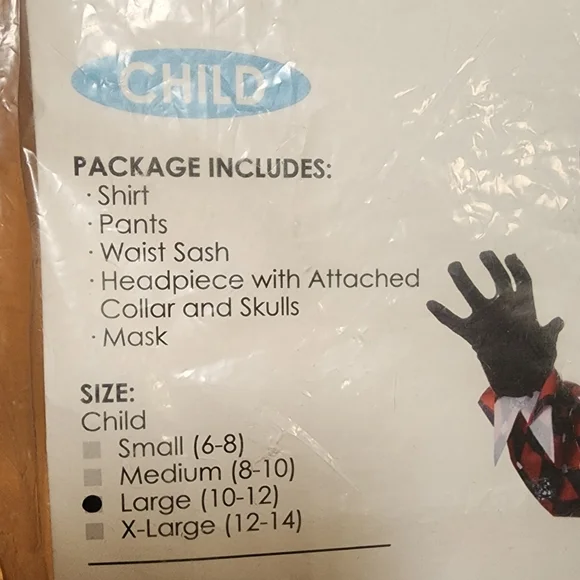 CHILD
PACKAGE INCLUDES:
· Shirt
· Pants
· Waist Sash
· Headpiece with Attached
Collar and Skulls
· Mask
SIZE:
Child
Small (6-8)
Medium (8-10)
Large (10-12)
X-Large (12-14)